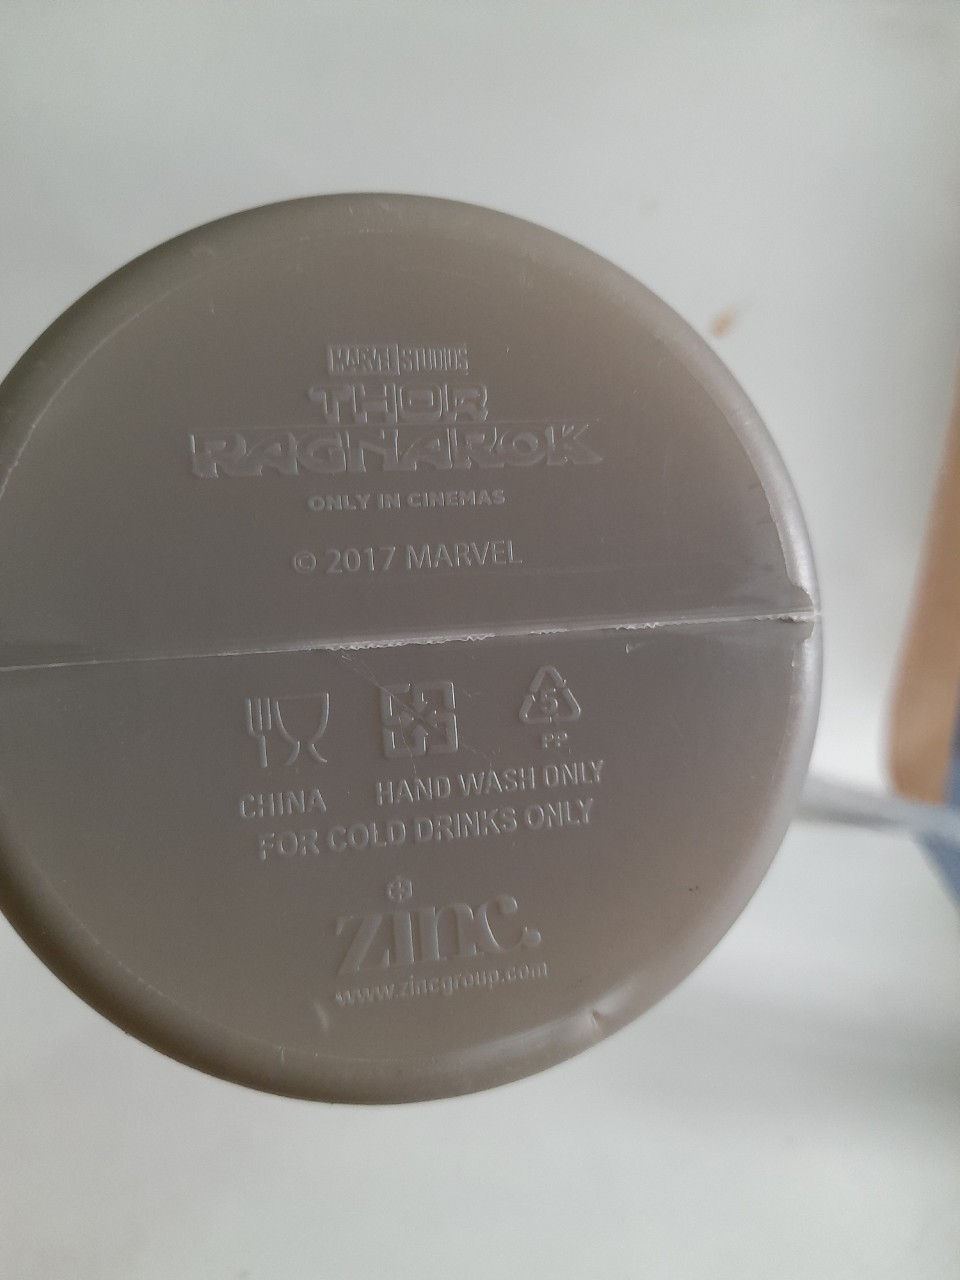 MARVEL STUDIOS
THOR
RAGNAROK
ONLY IN CINEMAS
© 2017 MARVEL
5
PP
CHINA HAND WASH ONLY
FOR COLD DRINKS ONLY
zinc.
www.zincgroup.com